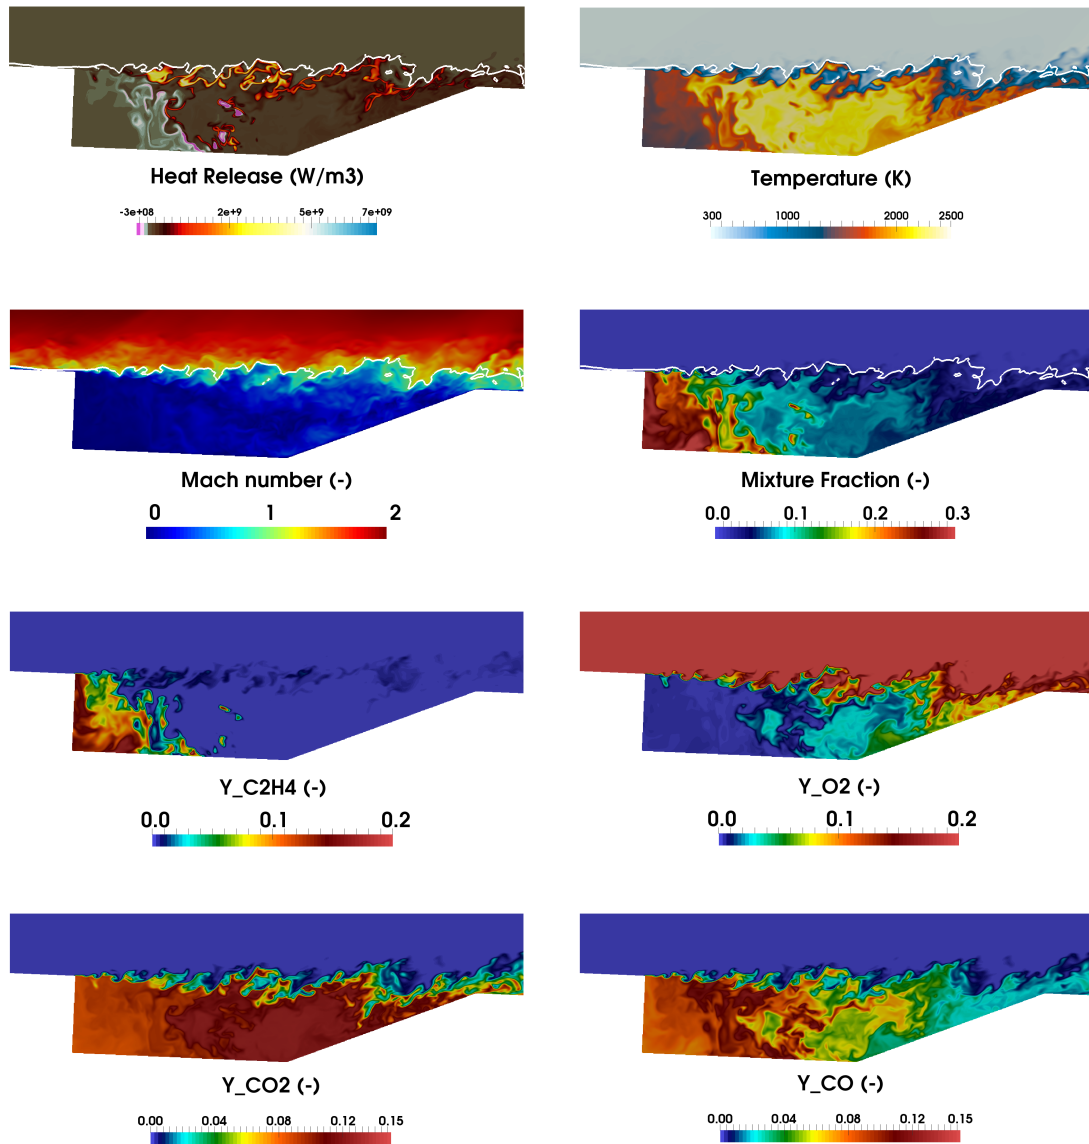 Heat Release (W/m3)
-3e+08 2e+9 5e+9 7e+09
Temperature (K)
300 1000 2000 2500
Mach number (-)
0 1 2
Mixture Fraction (-)
0.0 0.1 0.2 0.3
Y_C2H4 (-)
0.0 0.1 0.2
Y_O2 (-)
0.0 0.1 0.2
Y_CO2 (-)
0.00 0.04 0.08 0.12 0.15
Y_CO (-)
0.00 0.04 0.08 0.12 0.15